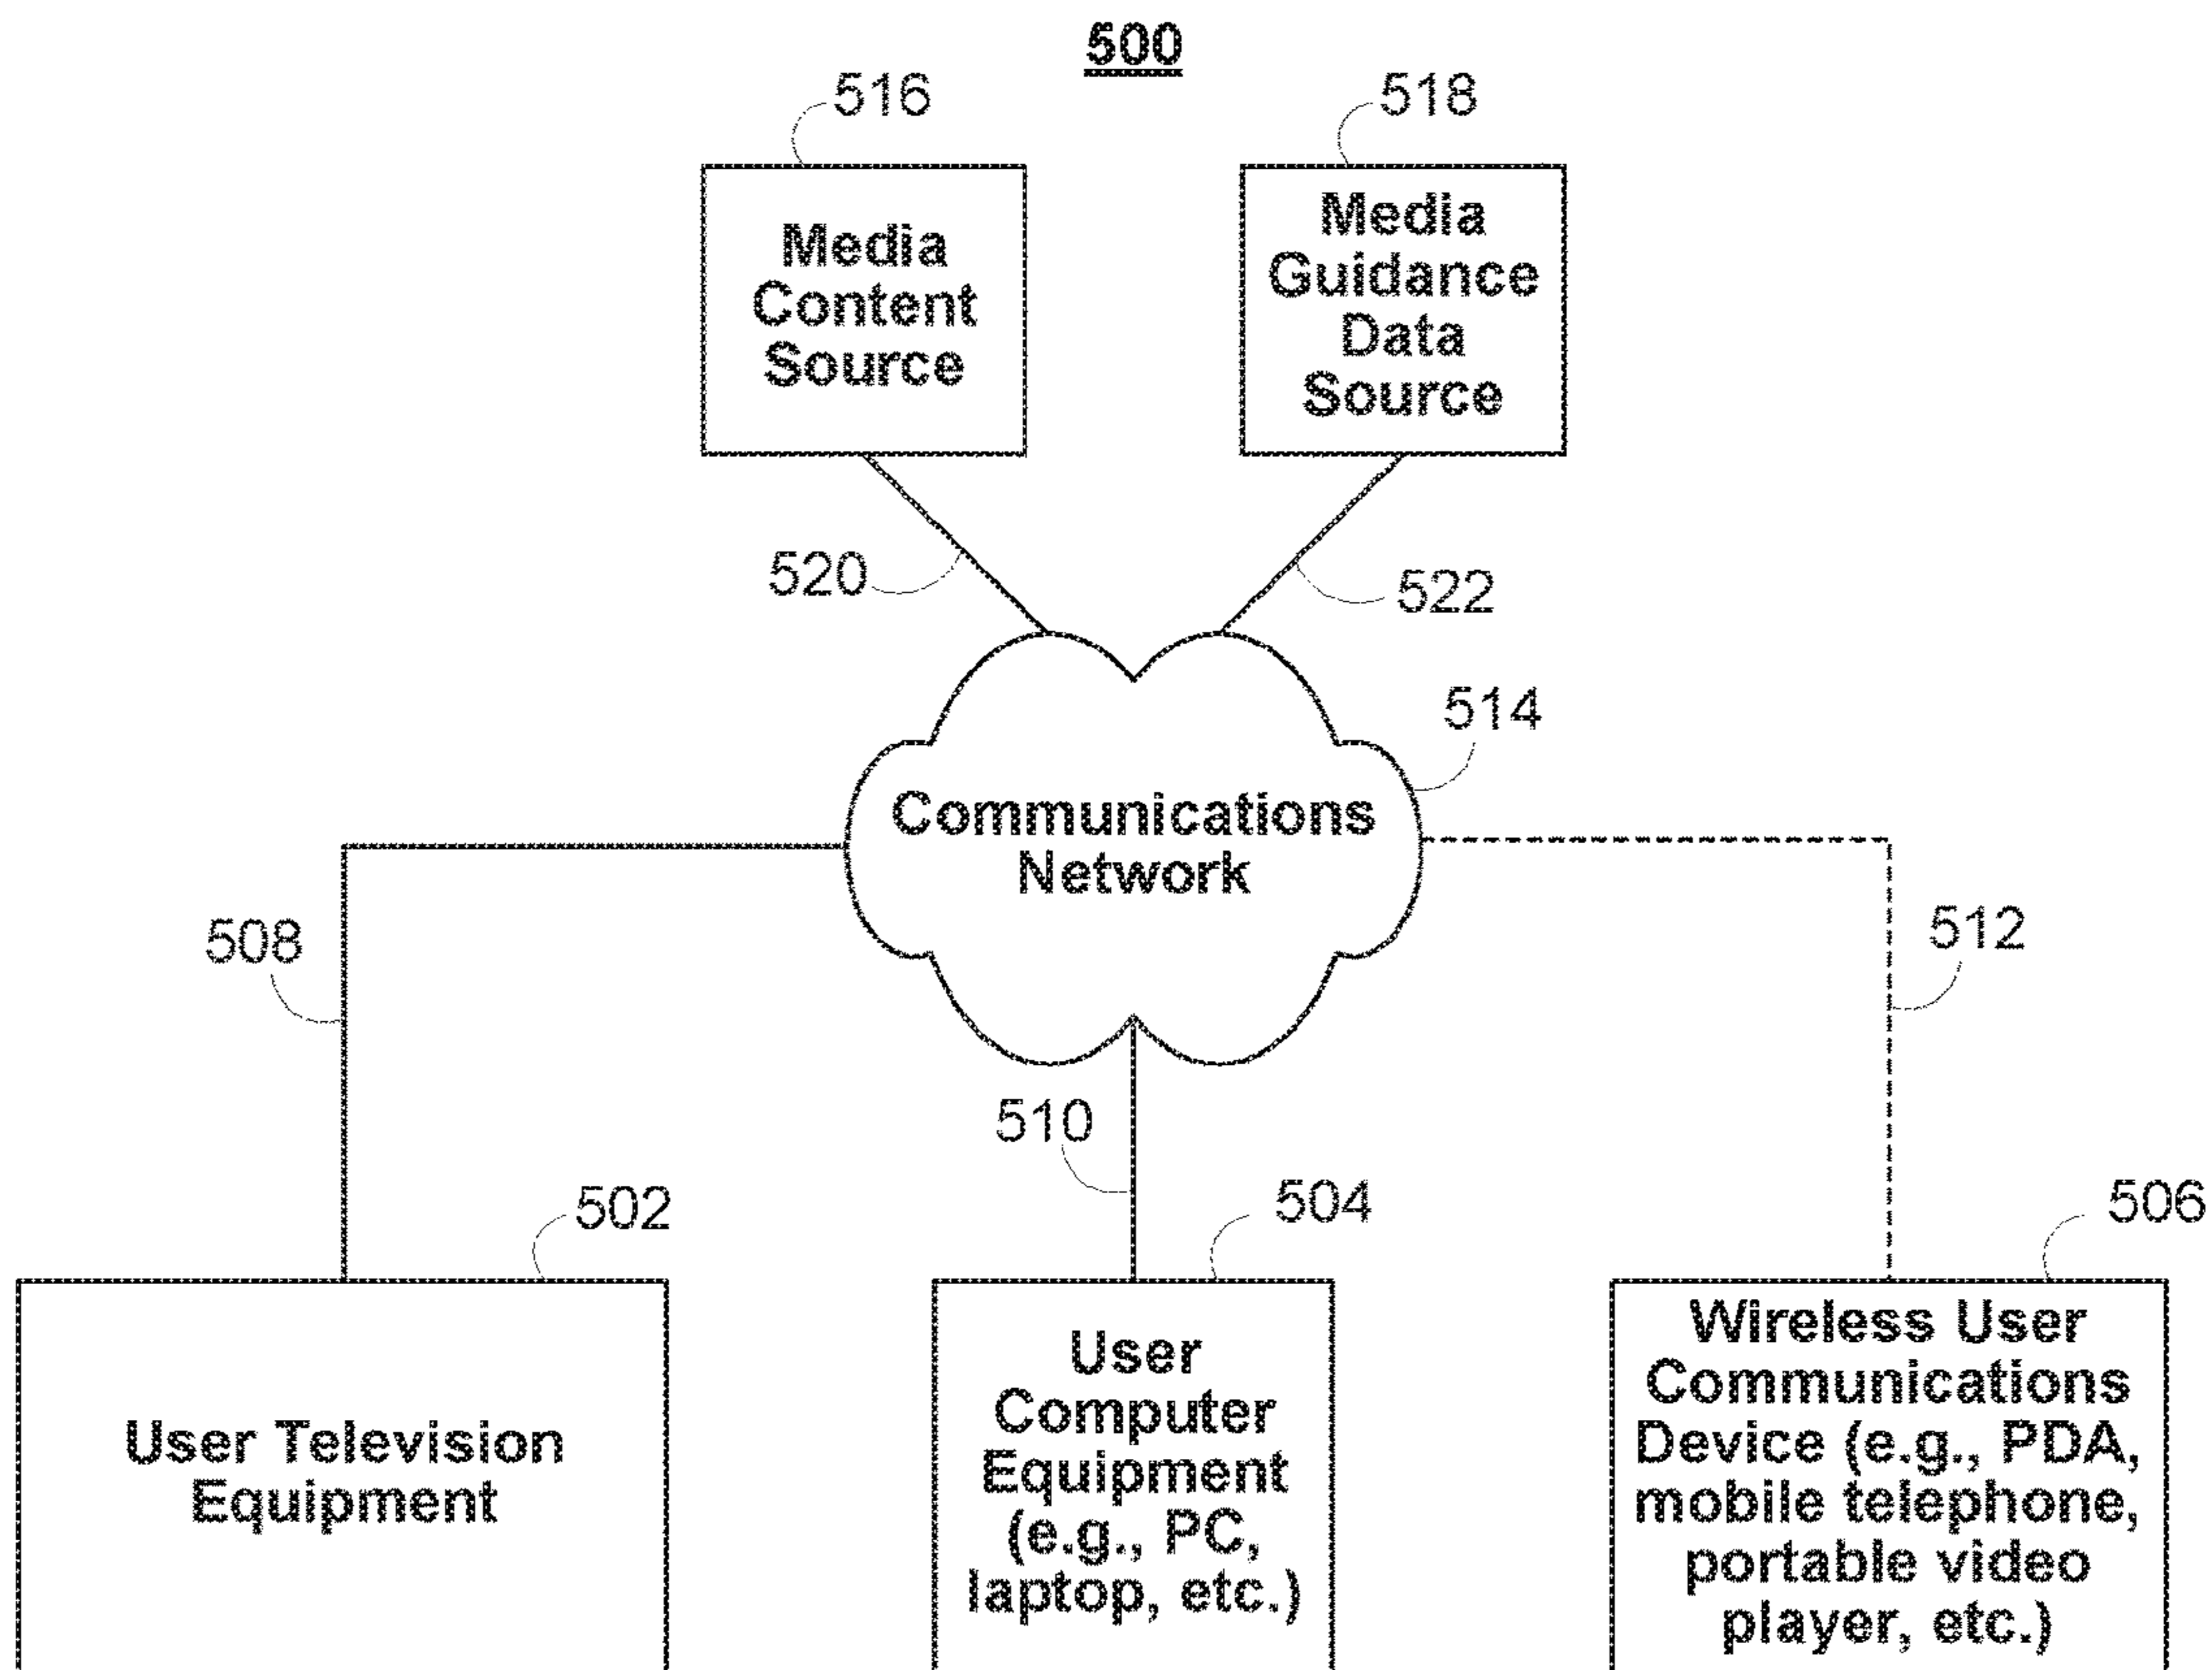 500
516
518
Media
Content
Source
Media
Guidance
Data
Source
520
522
514
Communications
Network
508
512
510
502
504
506
User Television
Equipment
User
Computer
Equipment
(e.g., PC,
laptop, etc.)
Wireless User
Communications
Device (e.g., PDA,
mobile telephone,
portable video
player, etc.)